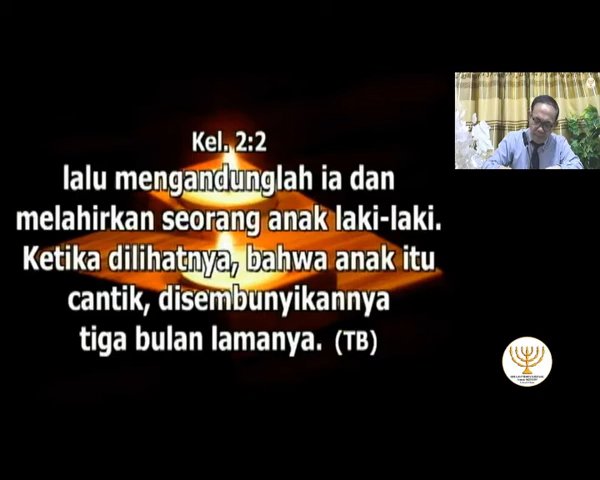 Kel. 2:2
lalu mengandunglah ia dan
melahirkan seorang anak laki-laki.
Ketika dilihatnya, bahwa anak itu
cantik, disembunyikannya
tiga bulan lamanya. (TB)